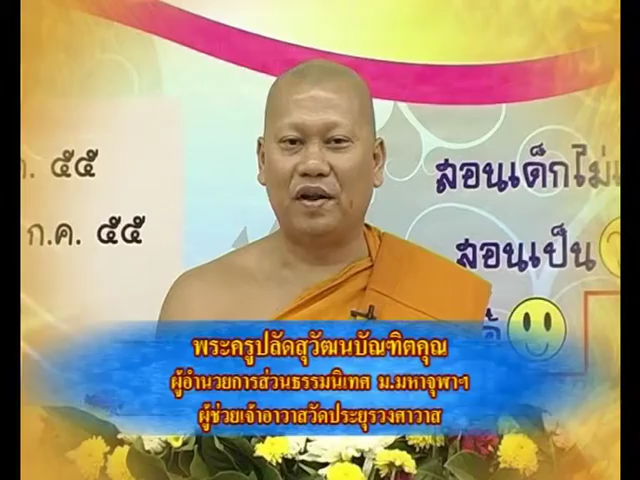 . ๕๕
ก.ค. ๕๕
สอนเด็กไม่
สอนเป็น
พระครูปลัดสุวัฒนบัณฑิตคุณ
ผู้อำนวยการส่วนธรรมนิเทศ ม.มหาจุฬาฯ
ผู้ช่วยเจ้าอาวาสวัดประยุรวงศาวาส